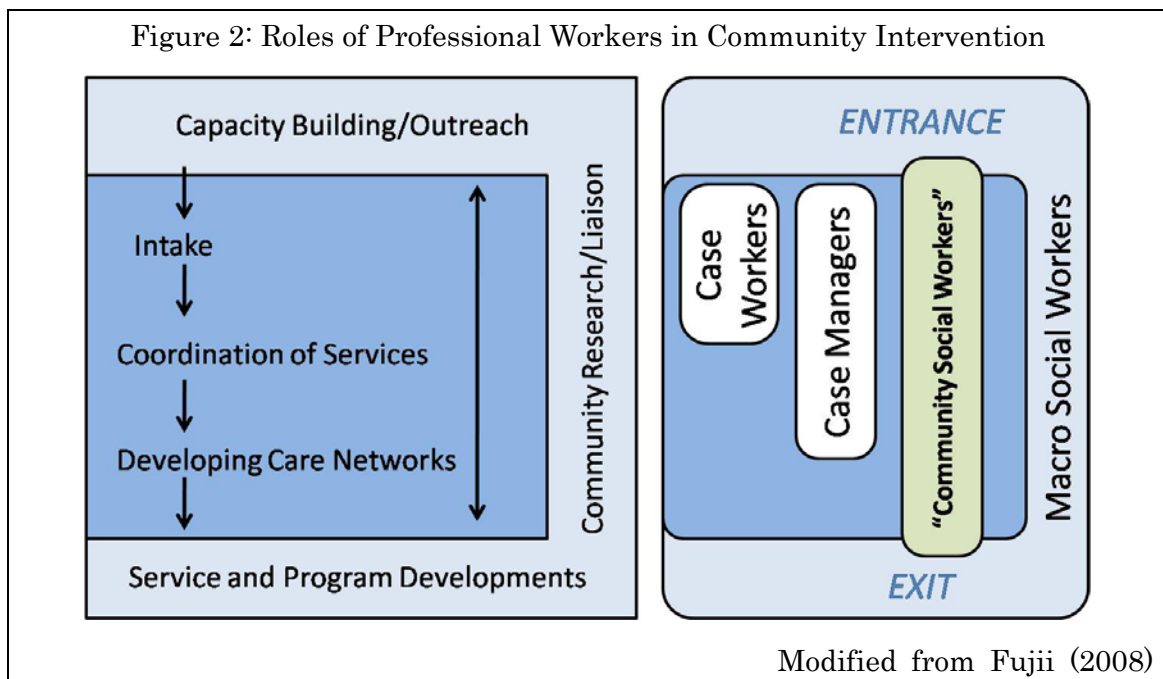 Figure 2: Roles of Professional Workers in Community Intervention
Capacity Building/Outreach
Intake
Coordination of Services
Developing Care Networks
Service and Program Developments
Community Research/Liaison
ENTRANCE
Case
Workers
Case Managers
"Community Social Workers"
Macro Social Workers
EXIT
Modified from Fujii (2008)